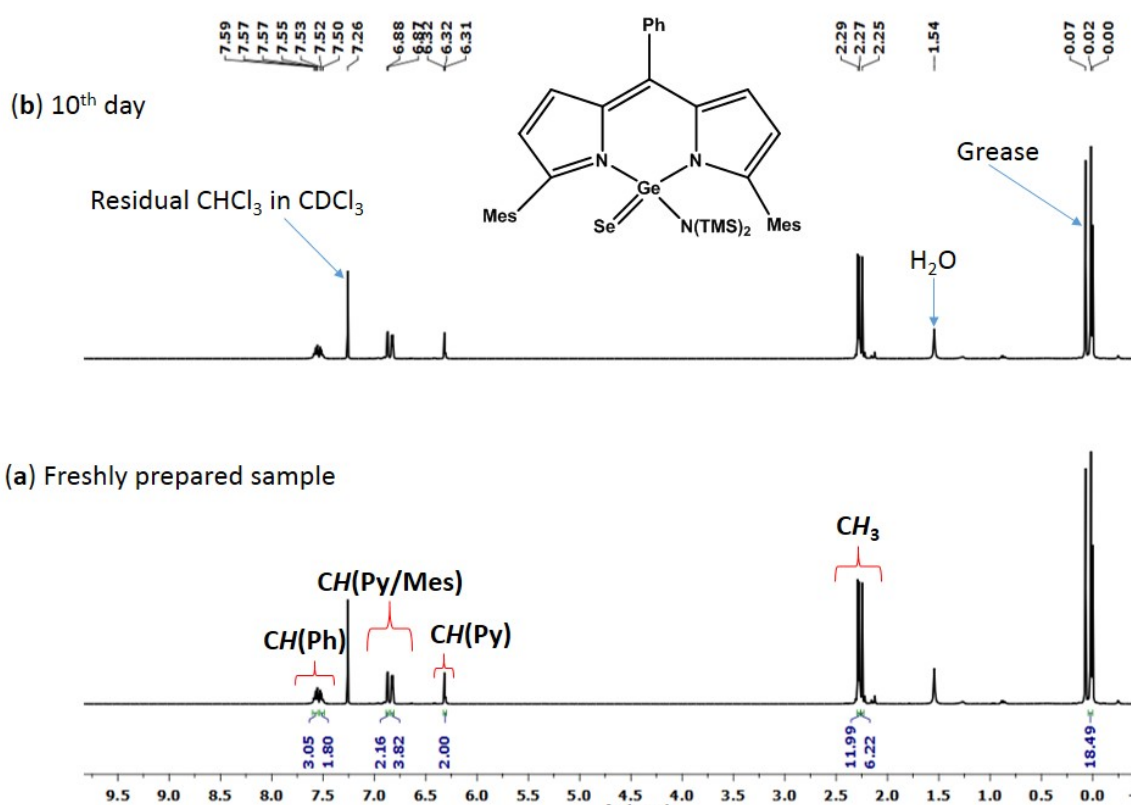 7.59 7.57 7.57 7.55 7.53 7.52 7.50 7.26 6.88 6.87 6.32 6.32 6.31 2.29 2.27 2.25 1.54 0.07 0.02 0.00
Ph
(b) 10th day
N N
Grease
Ge
Residual CHCl3 in CDCl3
Mes Se N(TMS)2 Mes
H2O
(a) Freshly prepared sample
CH3
CH(Py/Mes)
CH(Ph) CH(Py)
3.05 1.80 2.16 3.82 2.00 11.99 6.22 18.49
9.5 9.0 8.5 8.0 7.5 7.0 6.5 6.0 5.5 5.0 4.5 4.0 3.5 3.0 2.5 2.0 1.5 1.0 0.5 0.0